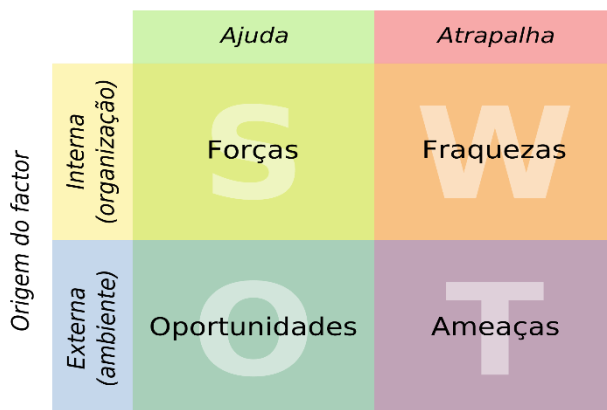 Ajuda
Atrapalha
Origem do factor
Interna
(organização)
S
Forças
W
Fraquezas
Externa
(ambiente)
O
Oportunidades
T
Ameaças